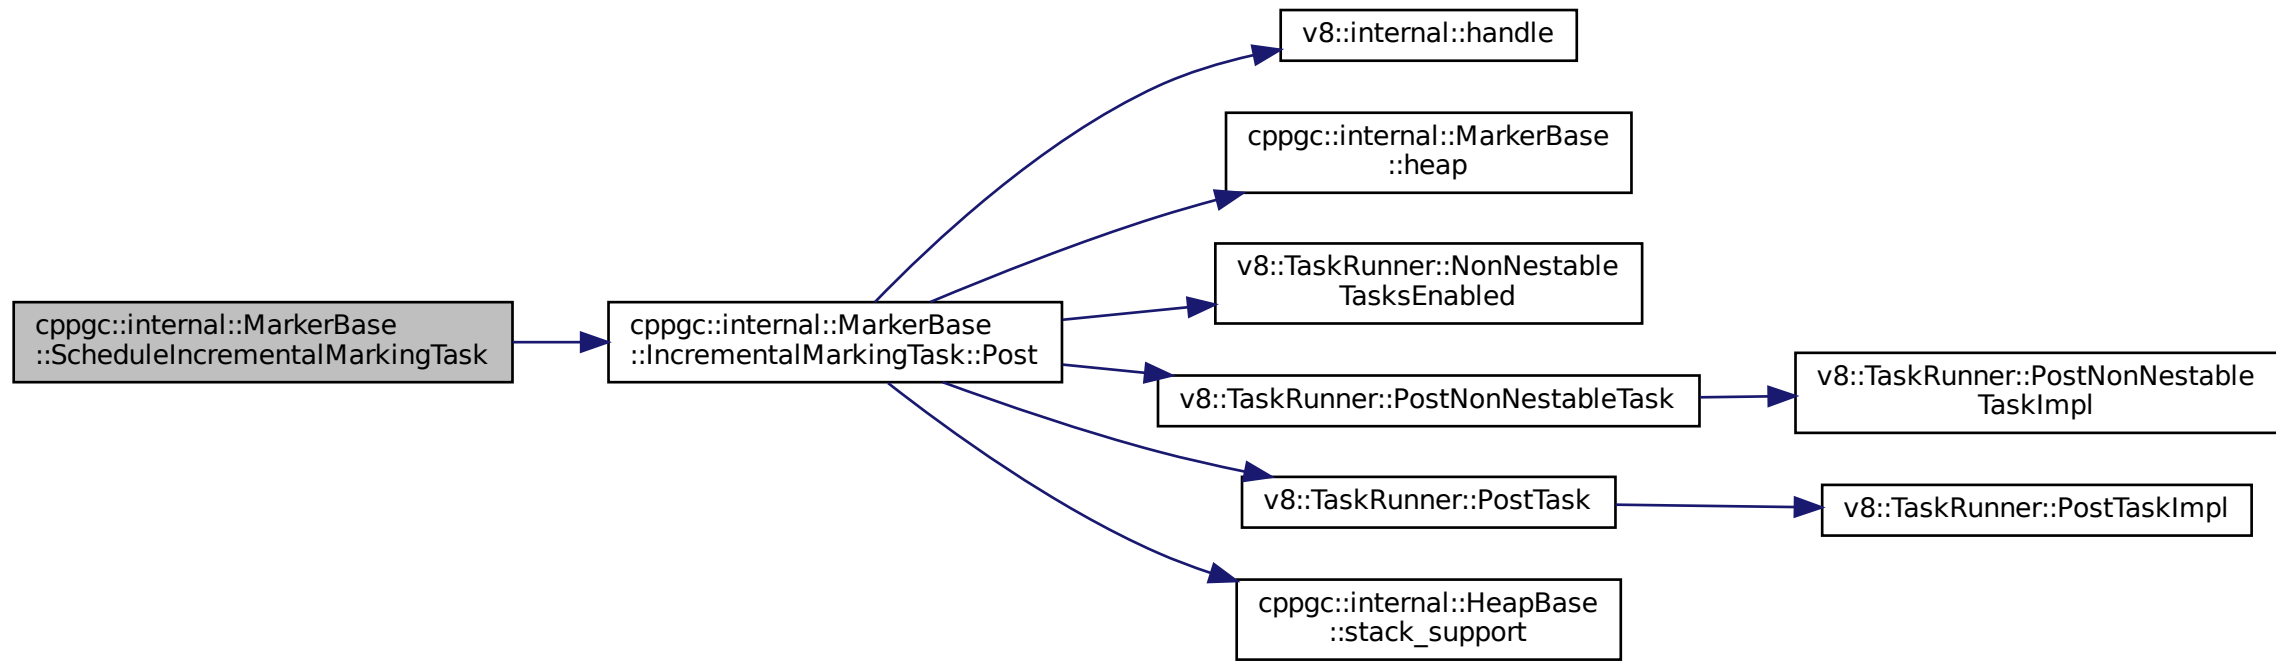 cppgc::internal::MarkerBase
::ScheduleIncrementalMarkingTask
cppgc::internal::MarkerBase
::IncrementalMarkingTask::Post
v8::internal::handle
cppgc::internal::MarkerBase
::heap
v8::TaskRunner::NonNestable
TasksEnabled
v8::TaskRunner::PostNonNestableTask
v8::TaskRunner::PostNonNestable
TaskImpl
v8::TaskRunner::PostTask
v8::TaskRunner::PostTaskImpl
cppgc::internal::HeapBase
::stack_support